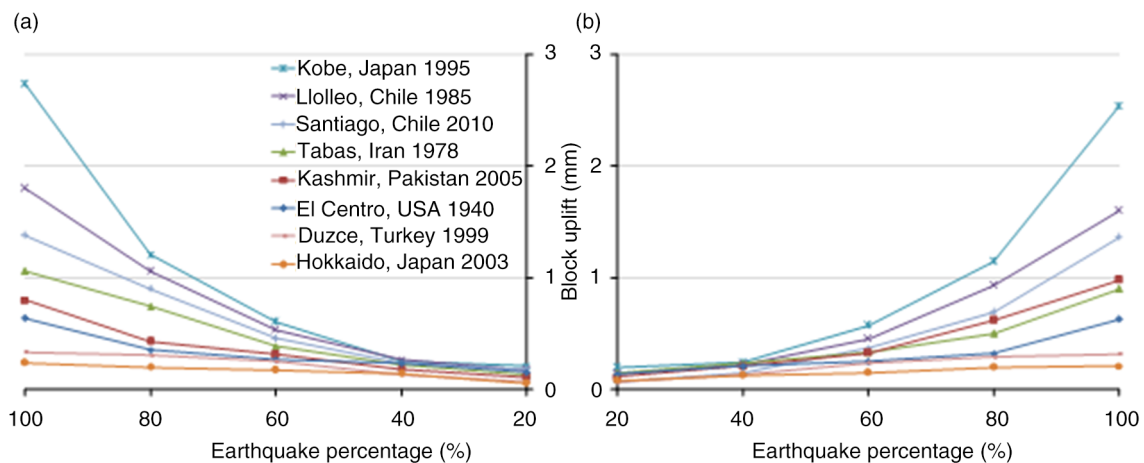 (a)
(b)
3
2
1
0
Kobe, Japan 1995
Llolleo, Chile 1985
Santiago, Chile 2010
Tabas, Iran 1978
Kashmir, Pakistan 2005
El Centro, USA 1940
Duzce, Turkey 1999
Hokkaido, Japan 2003
100 80 60 40 20
Earthquake percentage (%)
Block uplift (mm)
3
2
1
0
20 40 60 80 100
Earthquake percentage (%)